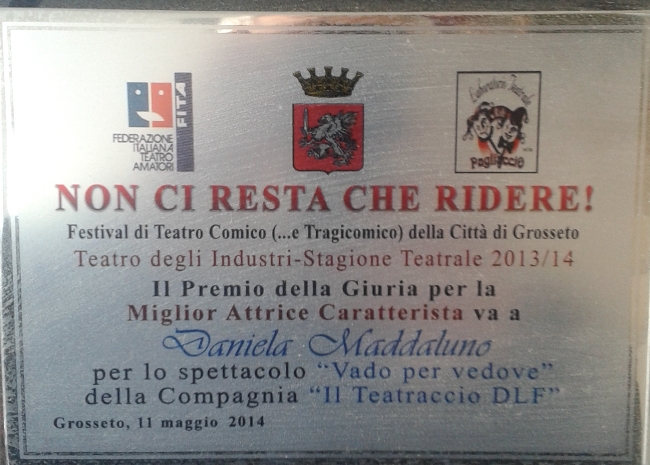 FITA
FEDERAZIONE
ITALIANA
TEATRO
AMATORI
Laboratorio Teatrale
Pagliaccio
NON CI RESTA CHE RIDERE!
Festival di Teatro Comico (...e Tragicomico) della Città di Grosseto
Teatro degli Industri-Stagione Teatrale 2013/14
Il Premio della Giuria per la
Miglior Attrice Caratterista va a
Daniela Maddaluno
per lo spettacolo “Vado per vedove”
della Compagnia “Il Teatraccio DLF”
Grosseto, 11 maggio 2014